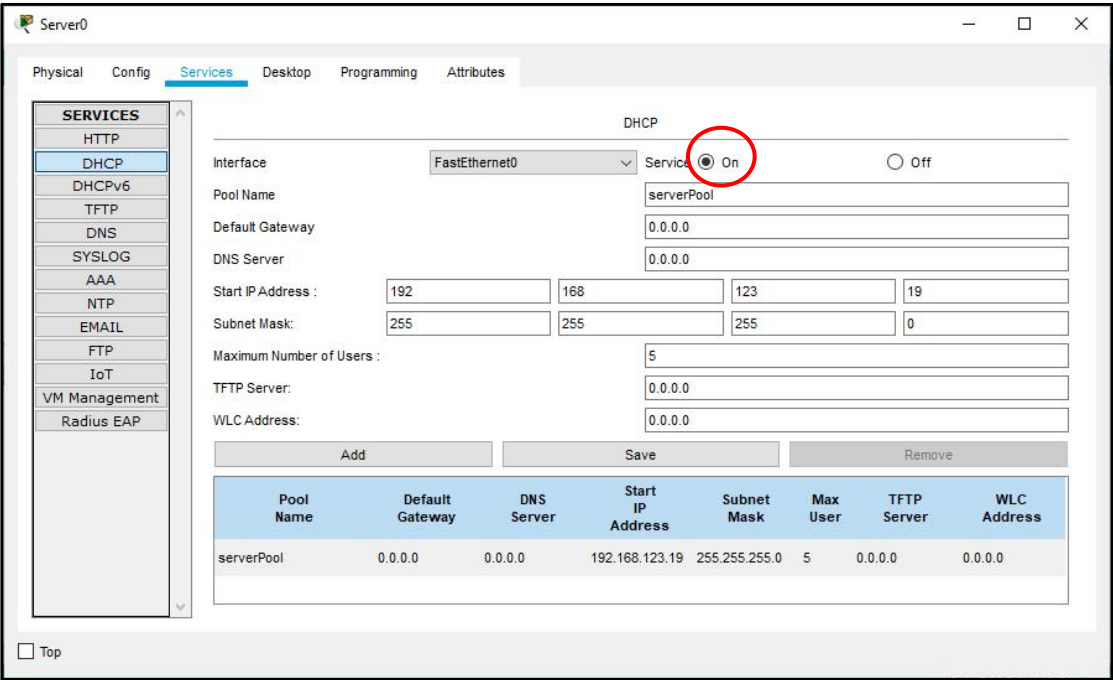 Server0
Physical Config Services Desktop Programming Attributes
SERVICES
HTTP
DHCP
DHCPv6
TFTP
DNS
SYSLOG
AAA
NTP
EMAIL
FTP
IoT
VM Management
Radius EAP
DHCP
Interface FastEthernet0 Service On Off
Pool Name serverPool
Default Gateway 0.0.0.0
DNS Server 0.0.0.0
Start IP Address : 192 168 123 19
Subnet Mask: 255 255 255 0
Maximum Number of Users : 5
TFTP Server: 0.0.0.0
WLC Address: 0.0.0.0
Add Save Remove
Pool Name Default Gateway DNS Server Start IP Address Subnet Mask Max User TFTP Server WLC Address
serverPool 0.0.0.0 0.0.0.0 192.168.123.19 255.255.255.0 5 0.0.0.0 0.0.0.0
Top